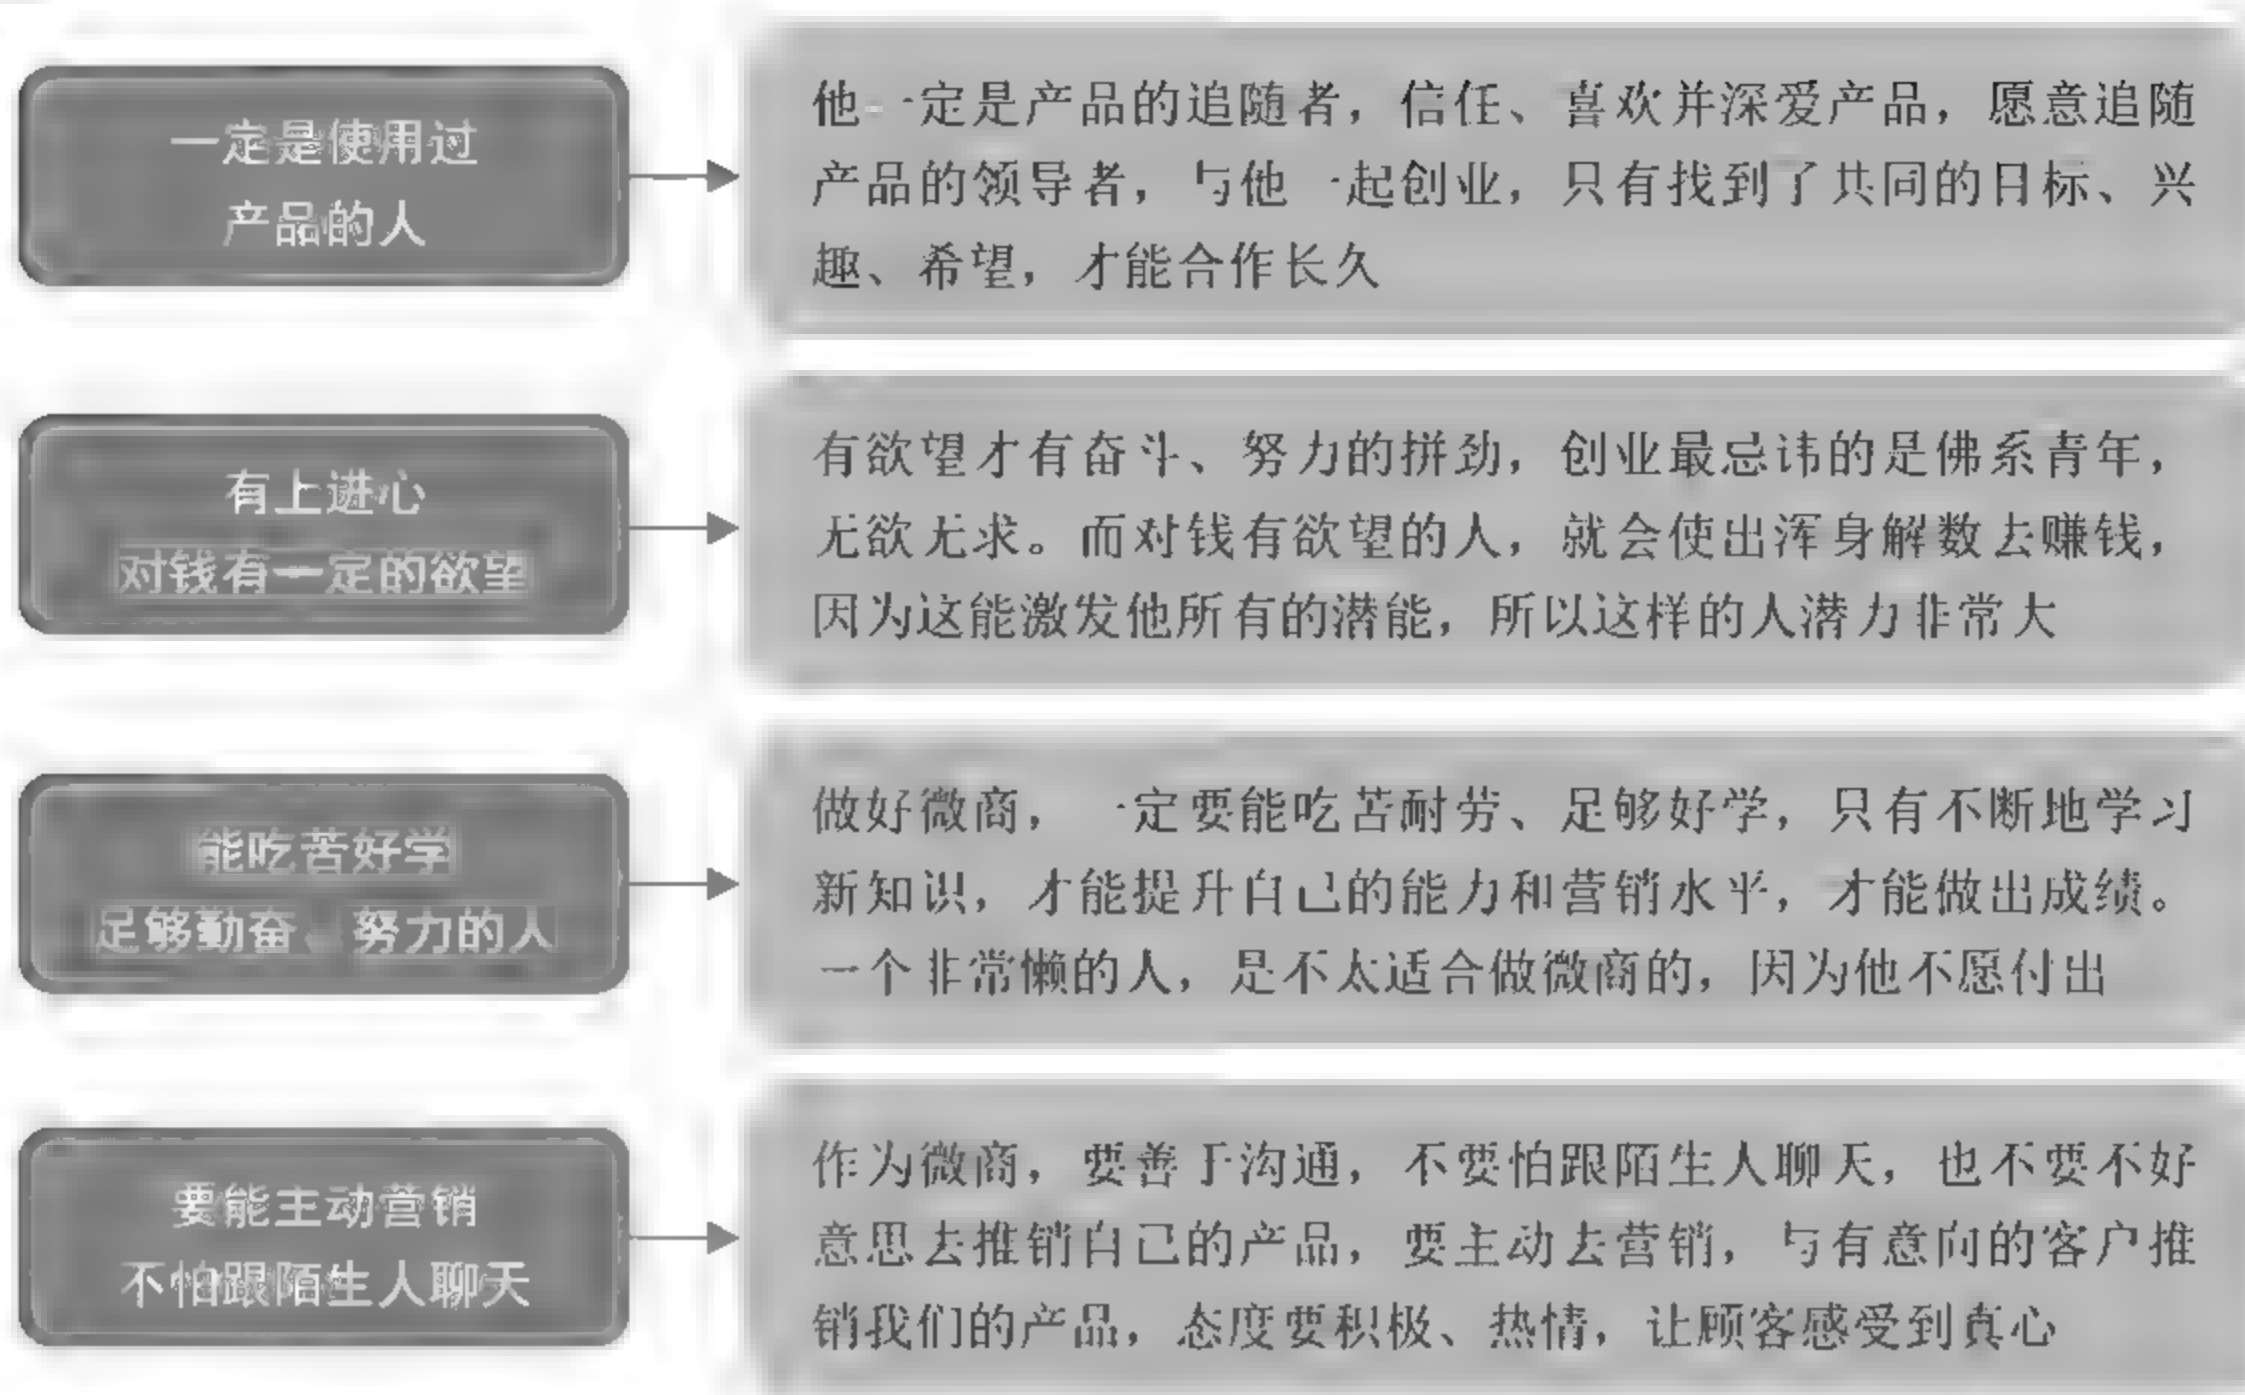 一定是使用过
产品的人
他一定是产品的追随者，信任、喜欢并深爱产品，愿意追随
产品的领导者，与他一起创业，只有找到了共同的目标、兴
趣、希望，才能合作长久
有上进心
对钱有一定的欲望
有欲望才有奋斗、努力的拼劲，创业最忌讳的是佛系青年，
无欲无求。而对钱有欲望的人，就会使出浑身解数去赚钱，
因为这能激发他所有的潜能，所以这样的人潜力非常大
能吃苦好学
足够勤奋、努力的人
做好微商，一定要能吃苦耐劳、足够好学，只有不断地学习
新知识，才能提升自己的能力和营销水平，才能做出成绩。
一个非常懒的人，是不太适合做微商的，因为他不愿付出
要能主动营销
不怕跟陌生人聊天
作为微商，要善于沟通，不要怕跟陌生人聊天，也不要不好
意思去推销自己的产品，要主动去营销，与有意向的客户推
销我们的产品，态度要积极、热情，让顾客感受到真心